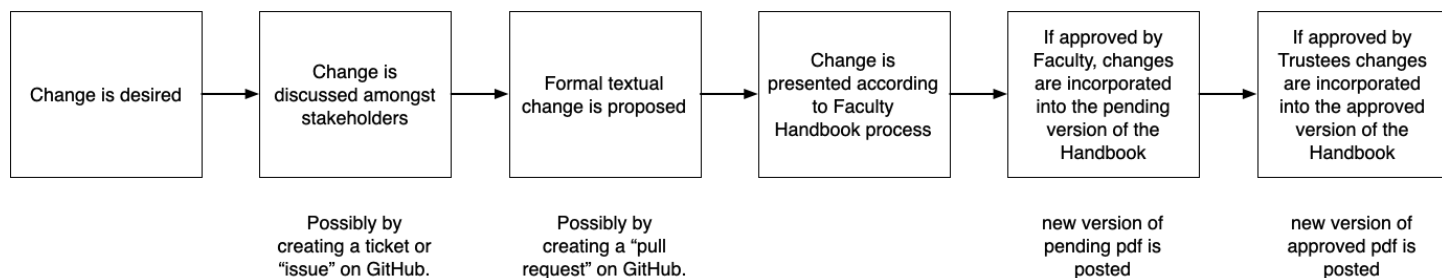 Change is desired
Change is
discussed amongst
stakeholders
Formal textual
change is proposed
Change is
presented according
to Faculty
Handbook process
If approved by
Faculty, changes
are incorporated
into the pending
version of the
Handbook
If approved by
Trustees changes
are incorporated
into the approved
version of the
Handbook
Possibly by
creating a ticket or
“issue” on GitHub.
Possibly by
creating a “pull
request” on GitHub.
new version of
pending pdf is
posted
new version of
approved pdf is
posted